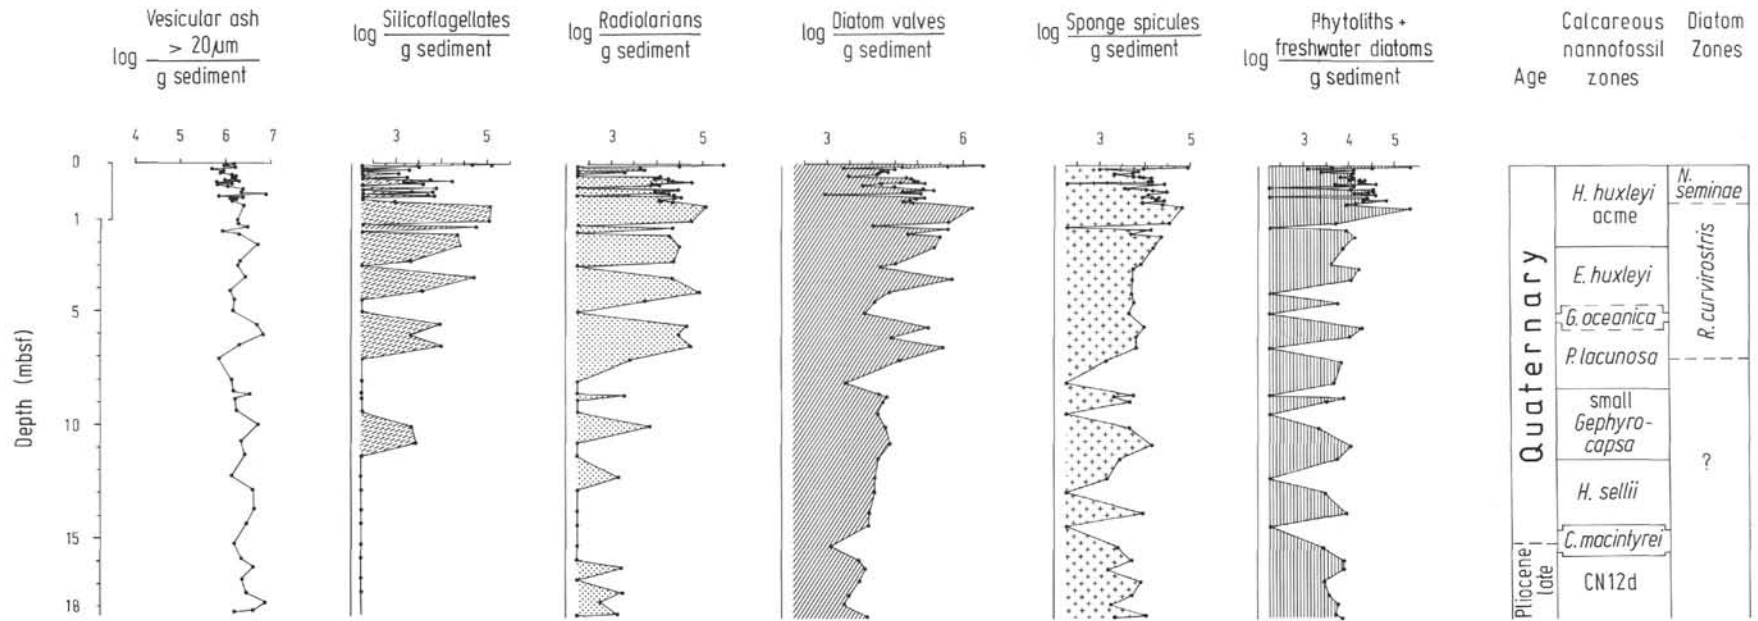 Vesicular ash
> 20µm
log
g sediment
Silicoflagellates
log
g sediment
Radiolarians
log
g sediment
Diatom valves
log
g sediment
Sponge spicules
log
g sediment
Phytoliths +
log freshwater diatoms
g sediment
Age
Calcareous
nannofossil
zones
Diatom
Zones
4 5 6 7
3 5
3 5
3 6
3 5
3 4 5
Depth (mbsf)
0
1
5
10
15
18
Quaternary
Pliocene
late
H. huxleyi
acme
E. huxleyi
G. oceanica
P. lacunosa
small
Gephyro-
capsa
H. sellii
C. macintyrei
CN12d
N.
seminae
R. curvirostris
?